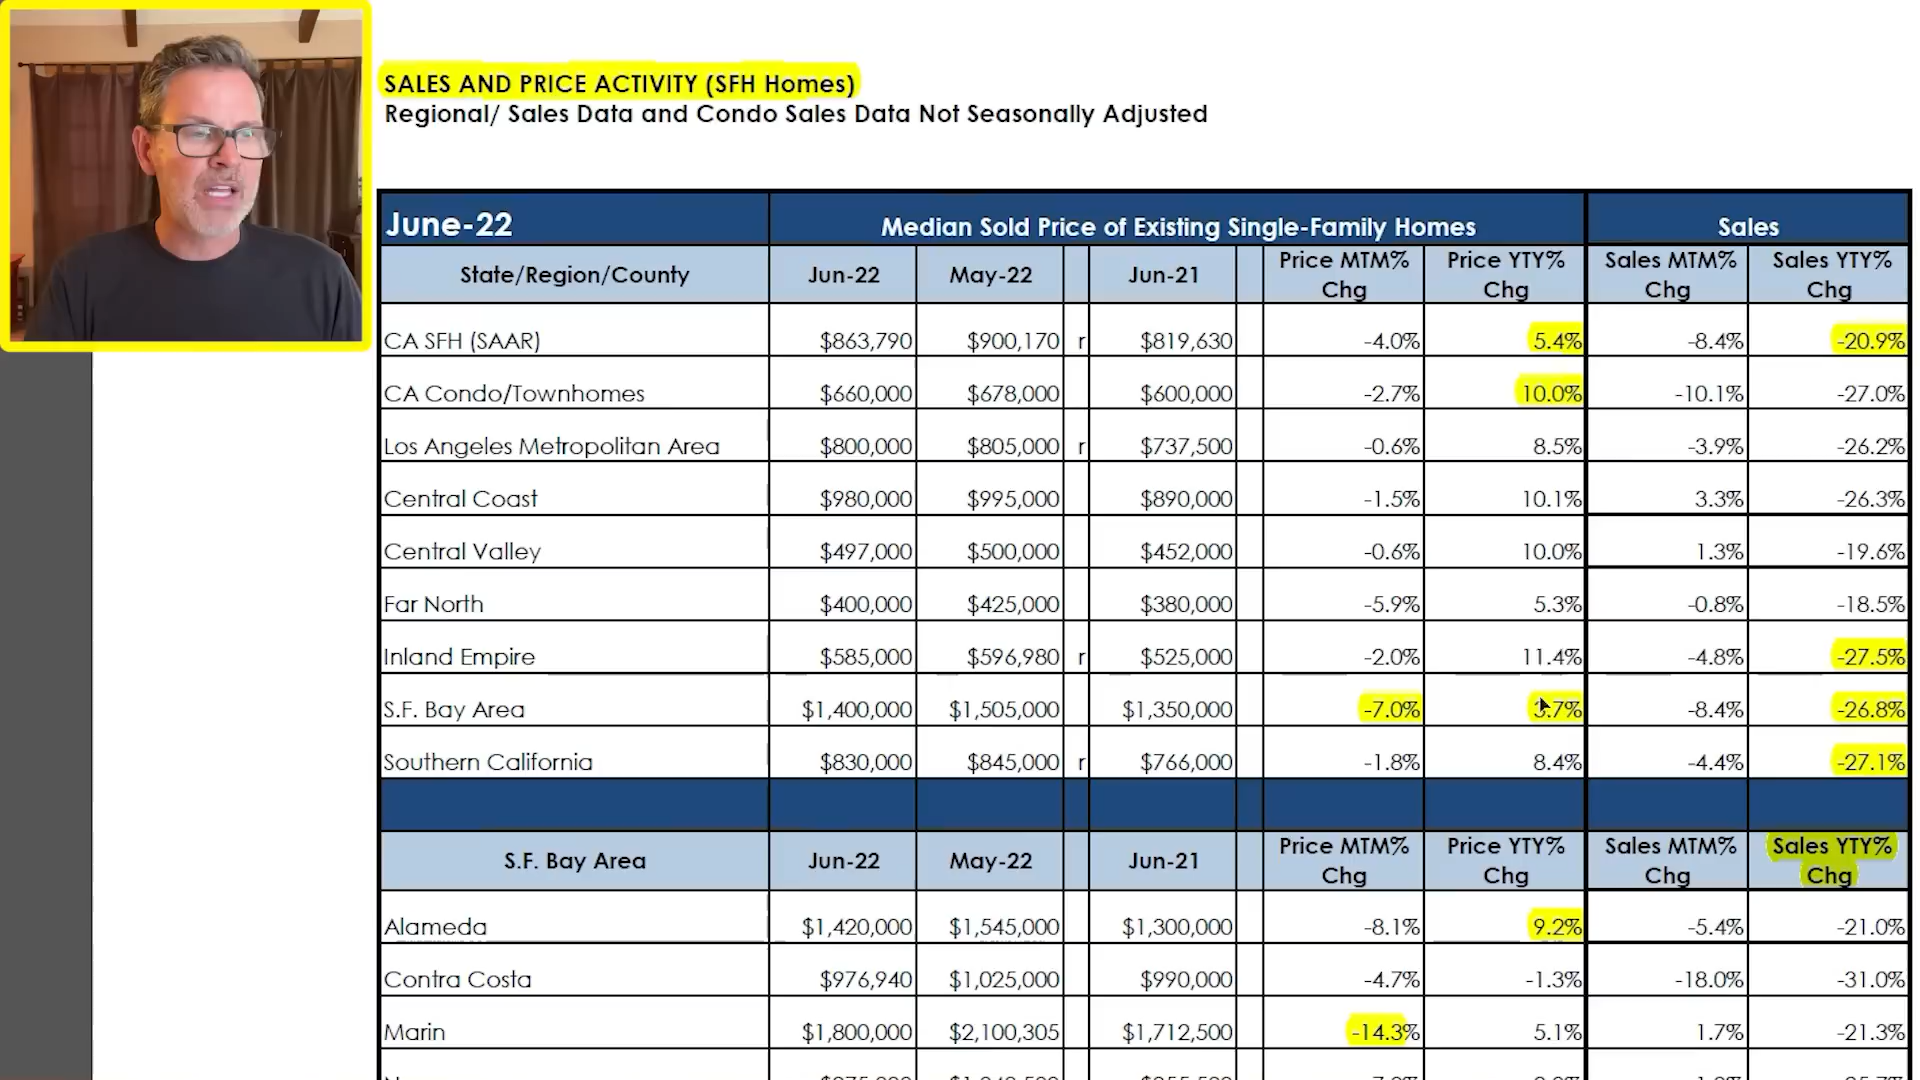 SALES AND PRICE ACTIVITY (SFH Homes)
Regional/ Sales Data and Condo Sales Data Not Seasonally Adjusted
June-22 Median Sold Price of Existing Single-Family Homes Sales
State/Region/County Jun-22 May-22 Jun-21 Price MTM% Chg Price YTY% Chg Sales MTM% Chg Sales YTY% Chg
CA SFH (SAAR) $863,790 $900,170 r $819,630 -4.0% 5.4% -8.4% -20.9%
CA Condo/Townhomes $660,000 $678,000 $600,000 -2.7% 10.0% -10.1% -27.0%
Los Angeles Metropolitan Area $800,000 $805,000 r $737,500 -0.6% 8.5% -3.9% -26.2%
Central Coast $980,000 $995,000 $890,000 -1.5% 10.1% 3.3% -26.3%
Central Valley $497,000 $500,000 $452,000 -0.6% 10.0% 1.3% -19.6%
Far North $400,000 $425,000 $380,000 -5.9% 5.3% -0.8% -18.5%
Inland Empire $585,000 $596,980 r $525,000 -2.0% 11.4% -4.8% -27.5%
S.F. Bay Area $1,400,000 $1,505,000 $1,350,000 -7.0% 3.7% -8.4% -26.8%
Southern California $830,000 $845,000 r $766,000 -1.8% 8.4% -4.4% -27.1%
S.F. Bay Area Jun-22 May-22 Jun-21 Price MTM% Chg Price YTY% Chg Sales MTM% Chg Sales YTY% Chg
Alameda $1,420,000 $1,545,000 $1,300,000 -8.1% 9.2% -5.4% -21.0%
Contra Costa $976,940 $1,025,000 $990,000 -4.7% -1.3% -18.0% -31.0%
Marin $1,800,000 $2,100,305 $1,712,500 -14.3% 5.1% 1.7% -21.3%